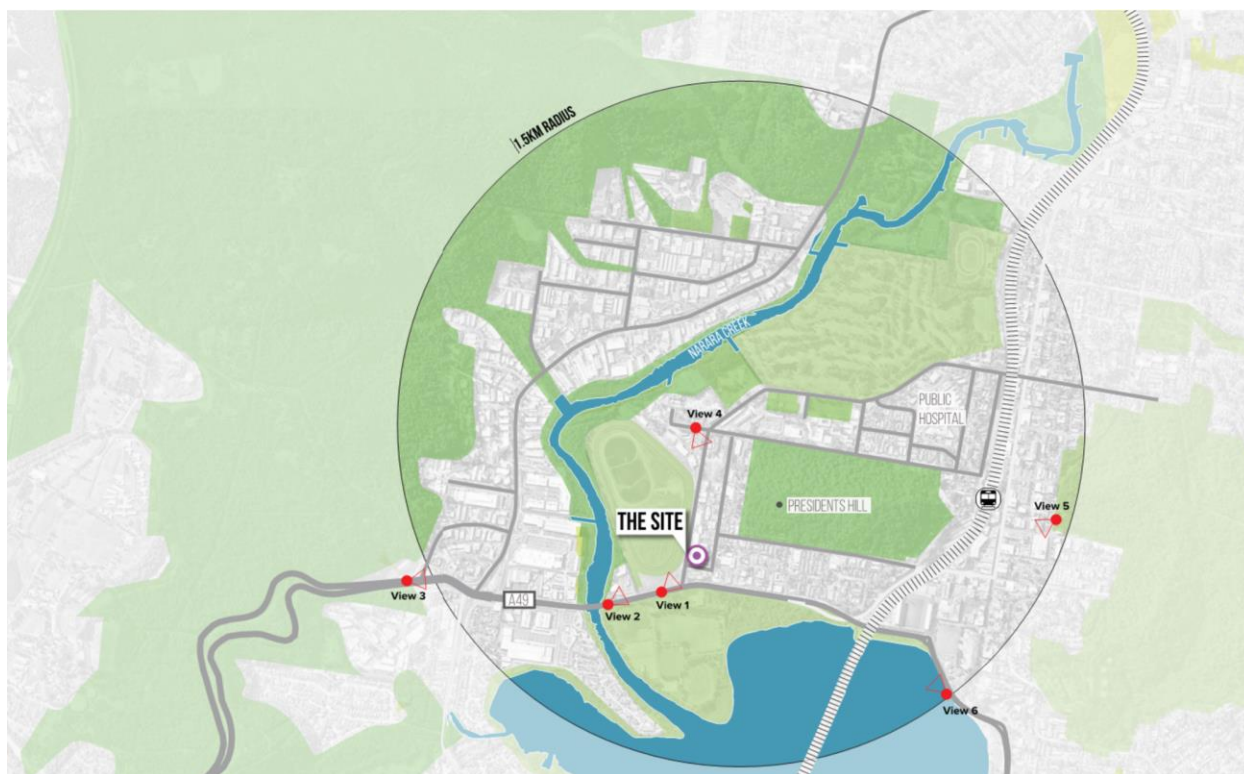 1.5KM RADIUS
NARARA CREEK
PUBLIC
HOSPITAL
View 4
PRESIDENTS HILL
THE SITE
View 5
View 3
A49
View 2
View 1
View 6